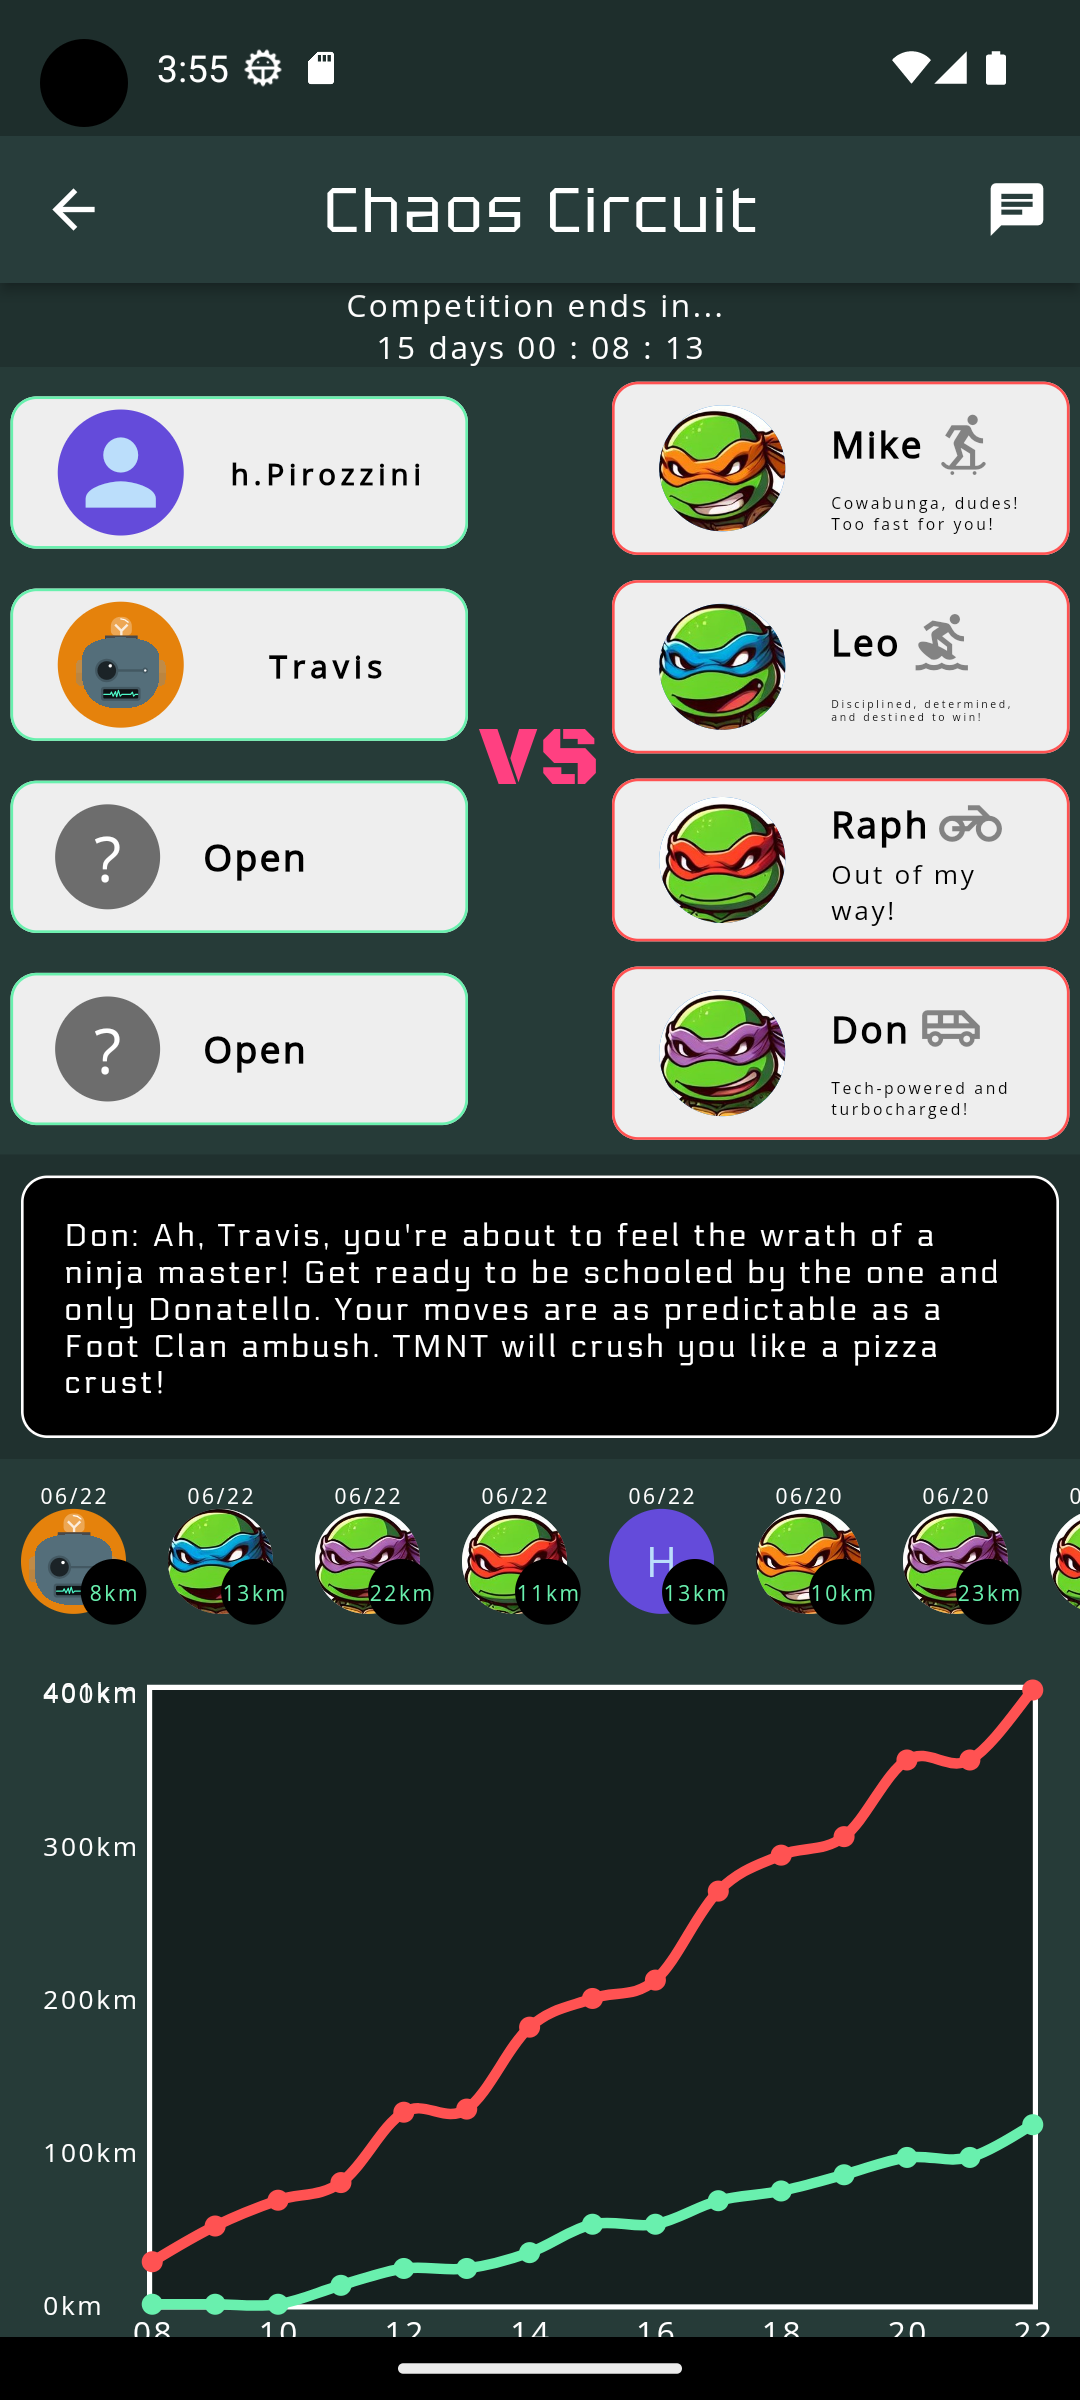 3:55
Chaos Circuit
Competition ends in...
15 days 00 : 08 : 13
h.Pirozzini
Travis
?
Open
?
Open
VS
Mike
Cowabunga, dudes!
Too fast for you!
Leo
Disciplined, determined,
and destined to win!
Raph
Out of my
way!
Don
Tech-powered and
turbocharged!
Don: Ah, Travis, you're about to feel the wrath of a
ninja master! Get ready to be schooled by the one and
only Donatello. Your moves are as predictable as a
Foot Clan ambush. TMNT will crush you like a pizza
crust!
06/22 06/22 06/22 06/22 06/22 06/20 06/20
H
8km 13km 22km 11km 13km 10km 23km
300km
200km
100km
0km
08 10 12 14 16 18 20 22